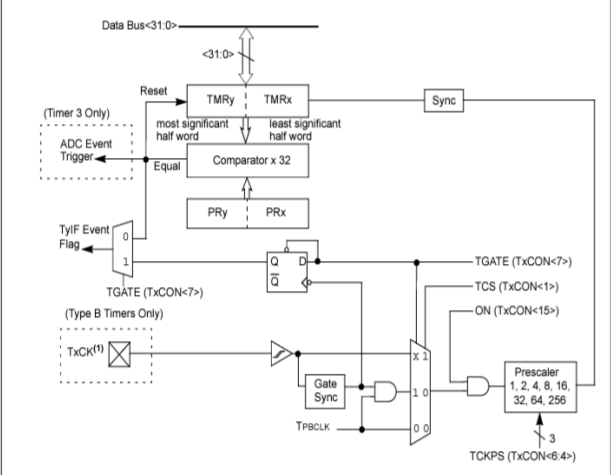 Data Bus<31:0>
<31:0>
Reset
TMRy TMRx
Sync
(Timer 3 Only)
most significant
half word
least significant
half word
ADC Event
Trigger
Equal
Comparator x 32
PRy PRx
TyIF Event
Flag
0
1
Q D
Q
TGATE (TxCON<7>)
TGATE (TxCON<7>)
TCS (TxCON<1>)
ON (TxCON<15>)
(Type B Timers Only)
TxCK(1)
x 1
Gate
Sync
1 0
Prescaler
1, 2, 4, 8, 16,
32, 64, 256
TPBCLK
0 0
3
TCKPS (TxCON<6:4>)